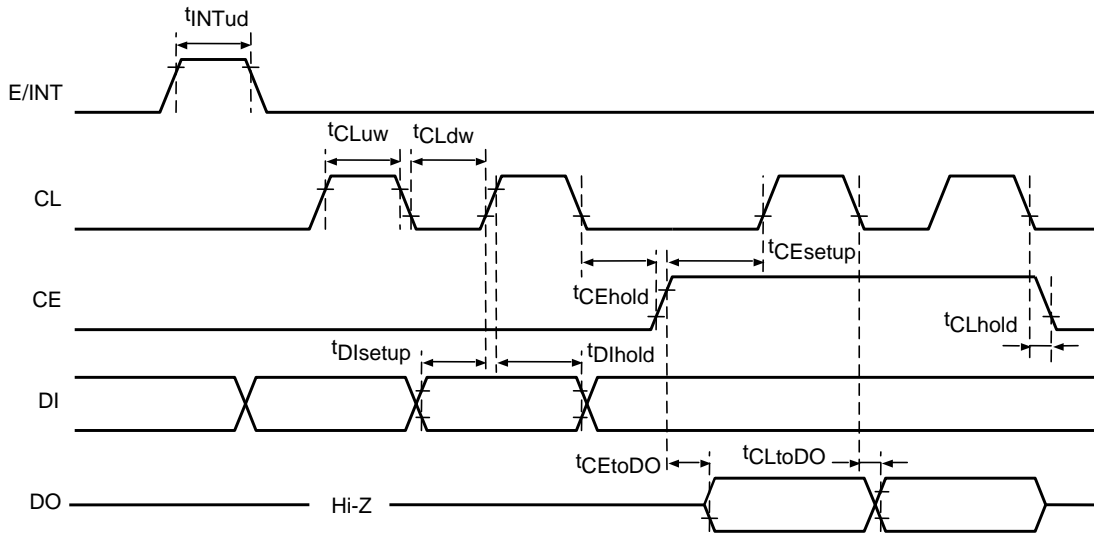 tINTud
E/INT
tCLuw
tCLdw
CL
tCEsetup
tCEhold
CE
tCLhold
tDIsetup
tDIhold
DI
tCEtoDO
tCLtoDO
DO
Hi-Z